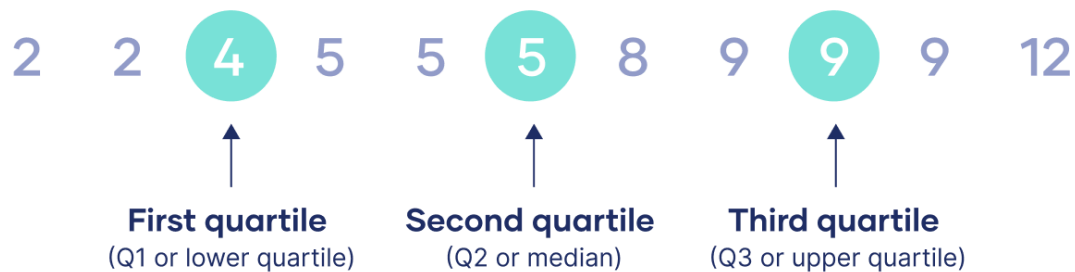 2 2 4 5 5 5 8 9 9 9 12
First quartile Second quartile Third quartile
(Q1 or lower quartile) (Q2 or median) (Q3 or upper quartile)